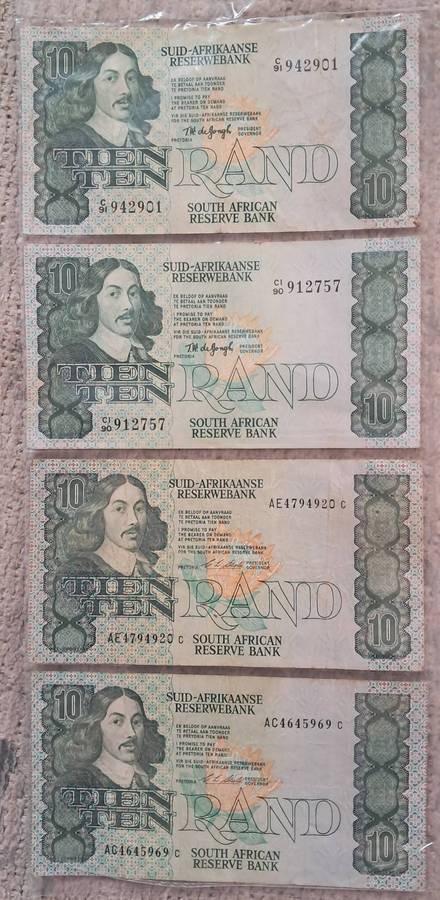 10
SUID-AFRIKAANSE
RESERWEBANK
C/91 942901
EK BELOOF OM AANVRAAG
TE BETAAL AAN TOONDER
TE PRETORIA TIEN RAND
I PROMISE TO PAY
THE BEARER ON DEMAND
AT PRETORIA TEN RAND
VIR DIE SUID-AFRIKAANSE RESERWEBANK
FOR THE SOUTH AFRICAN RESERVE BANK
T.W. de Jongh
PRETORIA
PRESIDENT
GOVERNOR
TIEN
TEN RAND
10
C/91 942901
SOUTH AFRICAN
RESERVE BANK
10
SUID-AFRIKAANSE
RESERWEBANK
C1/90 912757
EK BELOOF OM AANVRAAG
TE BETAAL AAN TOONDER
TE PRETORIA TIEN RAND
I PROMISE TO PAY
THE BEARER ON DEMAND
AT PRETORIA TEN RAND
VIR DIE SUID-AFRIKAANSE RESERWEBANK
FOR THE SOUTH AFRICAN RESERVE BANK
T.W. de Jongh
PRETORIA
PRESIDENT
GOVERNOR
TIEN
TEN RAND
10
C1/90 912757
SOUTH AFRICAN
RESERVE BANK
10
SUID-AFRIKAANSE
RESERWEBANK
AE4794920 C
EK BELOOF OP AANVRAAG
TE BETAAL AAN TOONDER
TE PRETORIA TIEN RAND
I PROMISE TO PAY
THE BEARER ON DEMAND
AT PRETORIA TEN RAND
VIR DIE SUID-AFRIKAANSE RESERWEBANK
FOR THE SOUTH AFRICAN RESERVE BANK
PRETORIA
PRESIDENT
GOVERNOR
TIEN
TEN RAND
10
AE4794920 C
SOUTH AFRICAN
RESERVE BANK
10
SUID-AFRIKAANSE
RESERWEBANK
AC4645969 C
EK BELOOF OP AANVRAAG
TE BETAAL AAN TOONDER
TE PRETORIA TIEN RAND
I PROMISE TO PAY
THE BEARER ON DEMAND
AT PRETORIA TEN RAND
VIR DIE SUID-AFRIKAANSE RESERWEBANK
FOR THE SOUTH AFRICAN RESERVE BANK
PRETORIA
PRESIDENT
GOVERNOR
TIEN
TEN RAND
10
AC4645969 C
SOUTH AFRICAN
RESERVE BANK